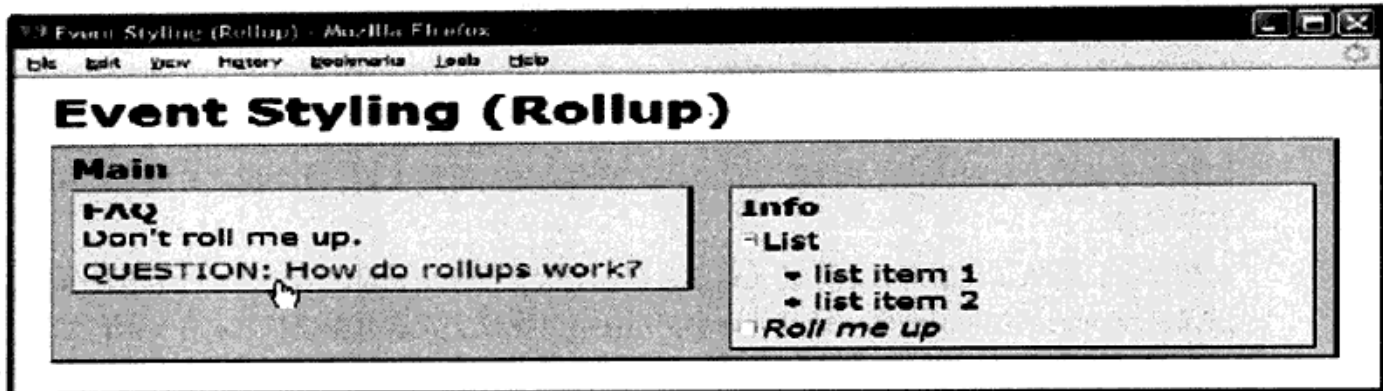 Event Styling (Rollup) - Mozilla Firefox
File Edit View History Bookmarks Tools Help
Event Styling (Rollup)
Main
FAQ
Don't roll me up.
QUESTION: How do rollups work?
Info
List
list item 1
list item 2
Roll me up